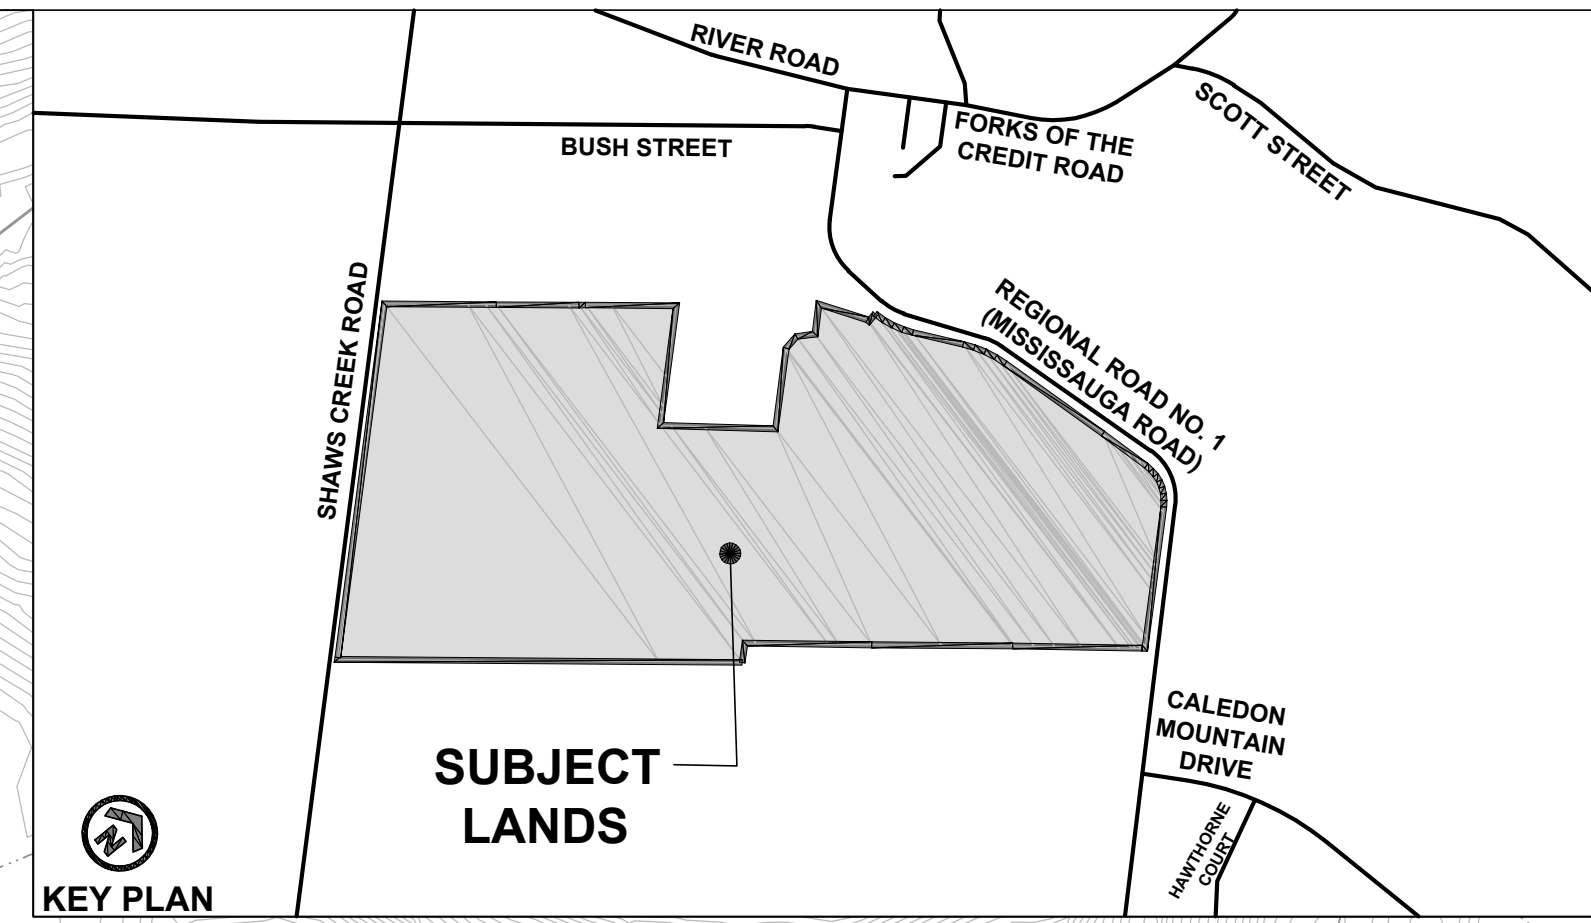 RIVER ROAD
BUSH STREET
FORKS OF THE
CREDIT ROAD
SCOTT STREET
SHAWS CREEK ROAD
REGIONAL ROAD NO. 1
(MISSISSAUGA ROAD)
SUBJECT
LANDS
CALEDON
MOUNTAIN
DRIVE
HAWTHORNE
COURT
N
KEY PLAN